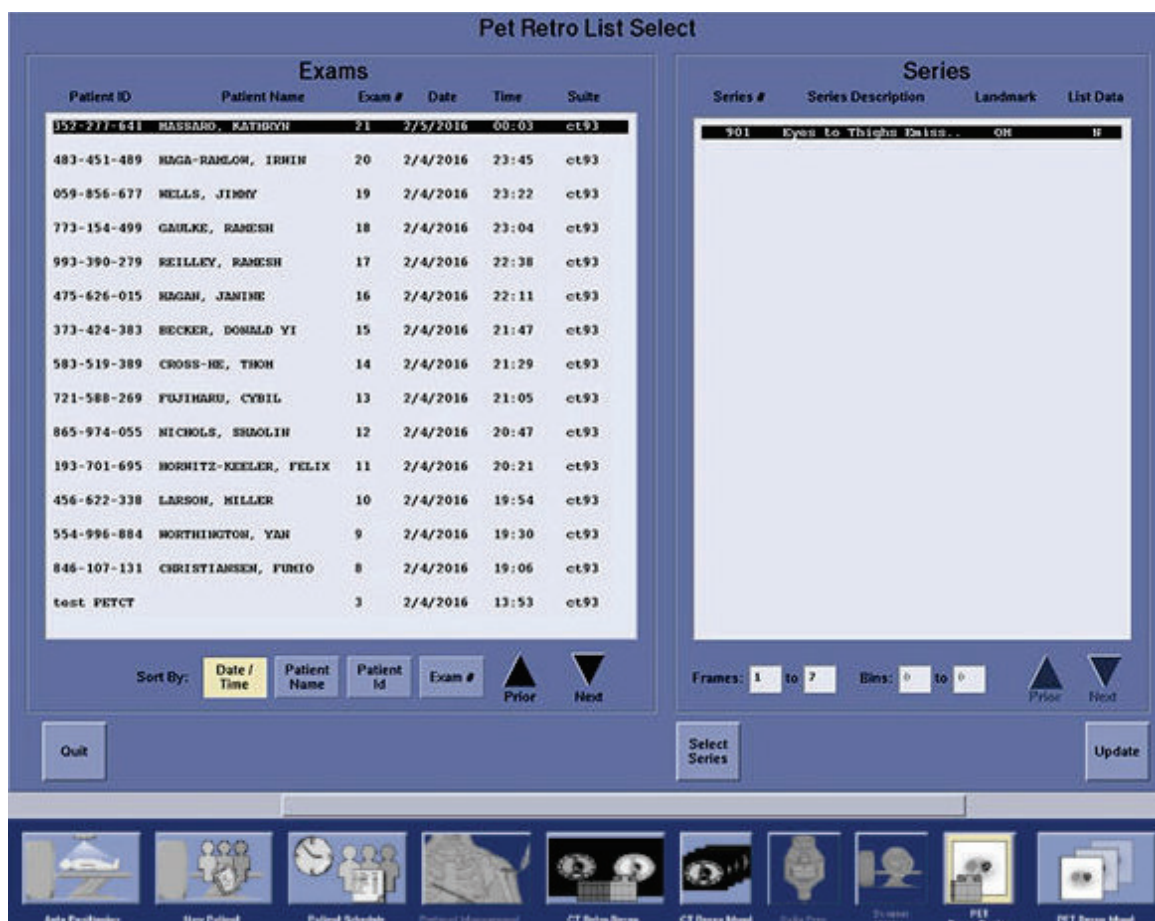 Pet Retro List Select
Exams
Patient ID Patient Name Exam # Date Time Suite
352-277-641 MASSARO, KATHRYN 21 2/5/2016 00:03 ct93
483-451-489 HAGA-RAMLOW, IRWIN 20 2/4/2016 23:45 ct93
059-856-677 WELLS, JIMMY 19 2/4/2016 23:22 ct93
773-154-499 GAULKE, RAMESH 18 2/4/2016 23:04 ct93
993-390-279 REILLEY, RAMESH 17 2/4/2016 22:38 ct93
475-626-015 HAGAN, JANINE 16 2/4/2016 22:11 ct93
373-424-383 BECKER, DONALD YI 15 2/4/2016 21:47 ct93
583-519-389 CROSS-HE, THOM 14 2/4/2016 21:29 ct93
721-588-269 FUJIMARU, CYBIL 13 2/4/2016 21:05 ct93
865-974-055 NICHOLS, SHAOLIN 12 2/4/2016 20:47 ct93
193-701-695 HORWITZ-KEELER, FELIX 11 2/4/2016 20:21 ct93
456-622-338 LARSON, MILLER 10 2/4/2016 19:54 ct93
554-996-884 WORTHINGTON, YAN 9 2/4/2016 19:30 ct93
846-107-131 CHRISTIANSEN, FUMIO 8 2/4/2016 19:06 ct93
test PETCT 3 2/4/2016 13:53 ct93
Sort By: Date / Time Patient Name Patient Id Exam # Prior Next
Series
Series # Series Description Landmark List Data
901 Eyes to Thighs Emiss.. OM N
Frames: 1 to 7 Bins: 0 to 0 Prior Next
Quit Select Series Update
New Patient Patient Schedule CT Retro Recon CT Recon Mgmt PET PET Recon Mgmt